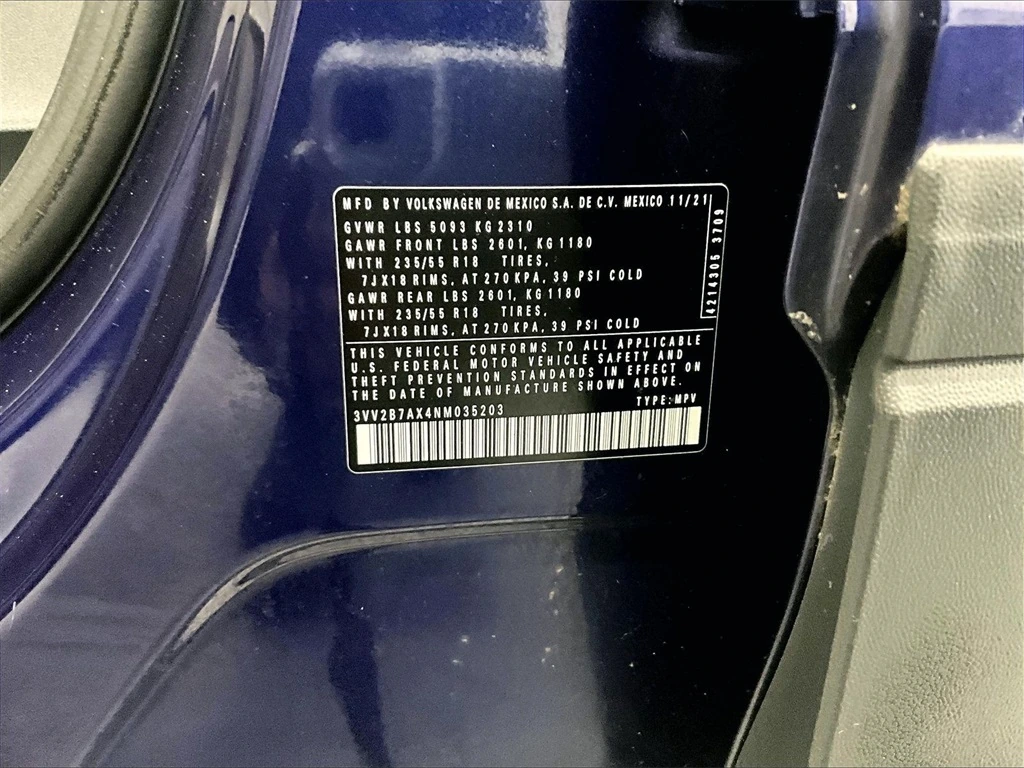 MFD BY VOLKSWAGEN DE MEXICO S.A. DE C.V. MEXICO 11/21
GVWR LBS 5093 KG 2310
GAWR FRONT LBS 2601, KG 1180
WITH 235/55 R18 TIRES,
7JX18 RIMS, AT 270 KPA, 39 PSI COLD
GAWR REAR LBS 2601, KG 1180
WITH 235/55 R18 TIRES,
7JX18 RIMS, AT 270 KPA, 39 PSI COLD
4214305 3709
THIS VEHICLE CONFORMS TO ALL APPLICABLE
U.S. FEDERAL MOTOR VEHICLE SAFETY AND
THEFT PREVENTION STANDARDS IN EFFECT ON
THE DATE OF MANUFACTURE SHOWN ABOVE.
3VV2B7AX4NM035203 TYPE: MPV